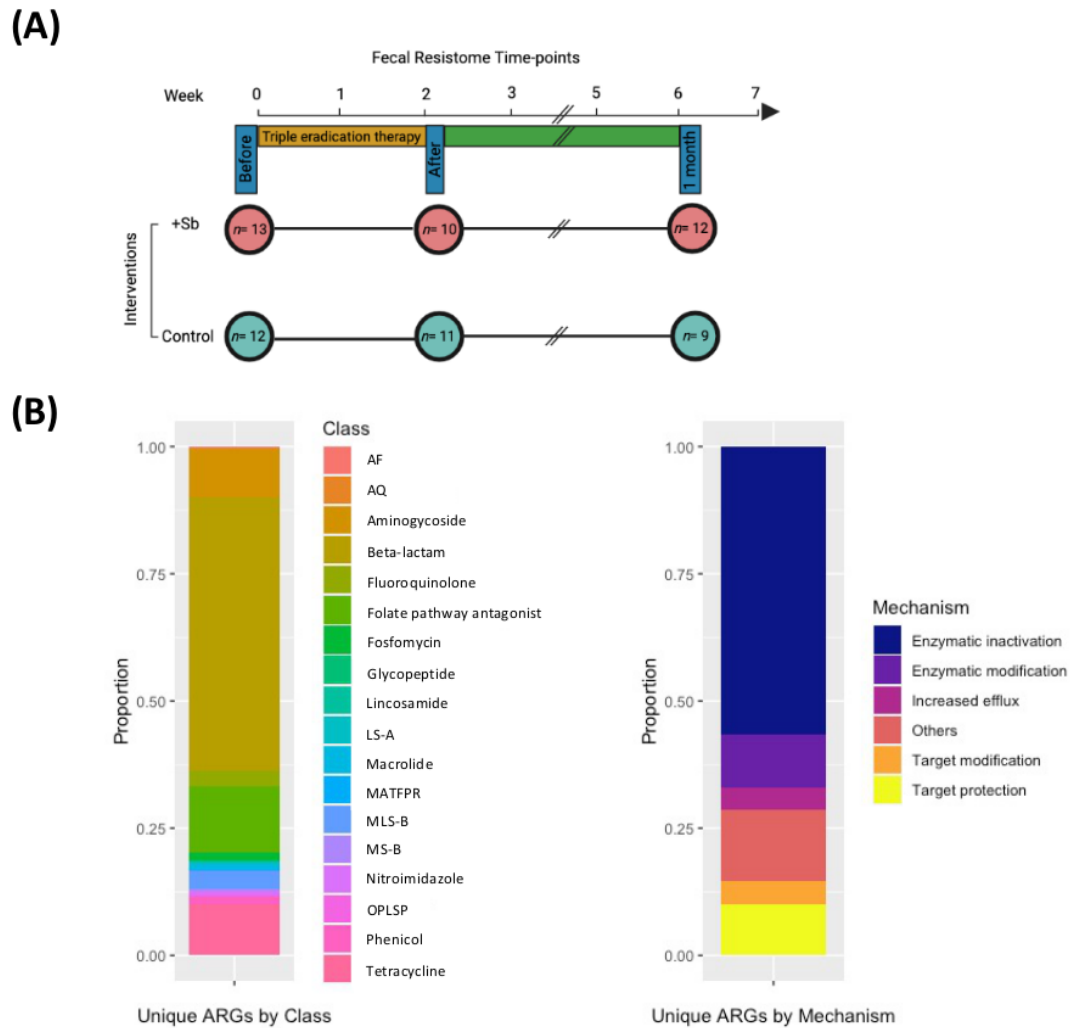 (A)
Fecal Resistome Time-points
Week 0 1 2 3 5 6 7
Before
Triple eradication therapy
After
1 month
Interventions
+Sb
n= 13
n= 10
n= 12
Control
n= 12
n= 11
n= 9
(B)
Proportion
1.00
0.75
0.50
0.25
0.00
Unique ARGs by Class
Class
AF
AQ
Aminogycoside
Beta-lactam
Fluoroquinolone
Folate pathway antagonist
Fosfomycin
Glycopeptide
Lincosamide
LS-A
Macrolide
MATFPR
MLS-B
MS-B
Nitroimidazole
OPLSP
Phenicol
Tetracycline
Proportion
1.00
0.75
0.50
0.25
0.00
Unique ARGs by Mechanism
Mechanism
Enzymatic inactivation
Enzymatic modification
Increased efflux
Others
Target modification
Target protection